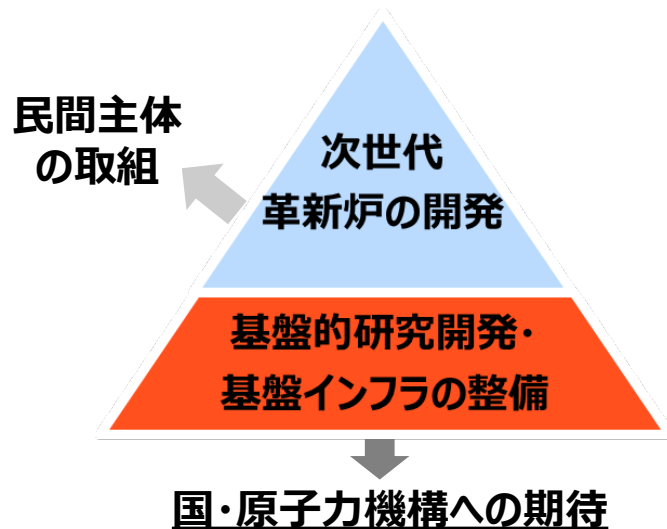 民間主体
の取組
次世代
革新炉の開発
基盤的研究開発・
基盤インフラの整備
国・原子力機構への期待